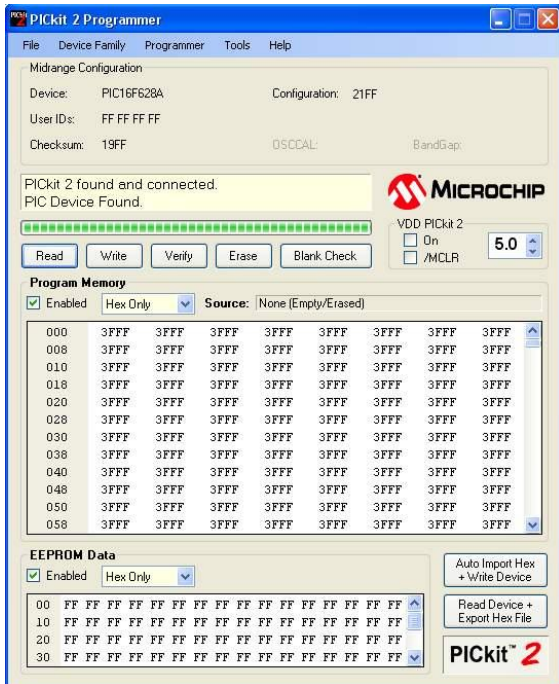 PICkit 2 Programmer
File Device Family Programmer Tools Help
Midrange Configuration
Device: PIC16F628A Configuration: 21FF
User IDs: FF FF FF FF
Checksum: 19FF OSCCAL: BandGap:
PICkit 2 found and connected.
PIC Device Found.
MICROCHIP
VDD PICkit 2
On
/MCLR
5.0
Read Write Verify Erase Blank Check
Program Memory
Enabled Hex Only Source: None (Empty/Erased)
000 3FFF 3FFF 3FFF 3FFF 3FFF 3FFF 3FFF 3FFF
008 3FFF 3FFF 3FFF 3FFF 3FFF 3FFF 3FFF 3FFF
010 3FFF 3FFF 3FFF 3FFF 3FFF 3FFF 3FFF 3FFF
018 3FFF 3FFF 3FFF 3FFF 3FFF 3FFF 3FFF 3FFF
020 3FFF 3FFF 3FFF 3FFF 3FFF 3FFF 3FFF 3FFF
028 3FFF 3FFF 3FFF 3FFF 3FFF 3FFF 3FFF 3FFF
030 3FFF 3FFF 3FFF 3FFF 3FFF 3FFF 3FFF 3FFF
038 3FFF 3FFF 3FFF 3FFF 3FFF 3FFF 3FFF 3FFF
040 3FFF 3FFF 3FFF 3FFF 3FFF 3FFF 3FFF 3FFF
048 3FFF 3FFF 3FFF 3FFF 3FFF 3FFF 3FFF 3FFF
050 3FFF 3FFF 3FFF 3FFF 3FFF 3FFF 3FFF 3FFF
058 3FFF 3FFF 3FFF 3FFF 3FFF 3FFF 3FFF 3FFF
EEPROM Data
Enabled Hex Only
00 FF FF FF FF FF FF FF FF FF FF FF FF FF FF FF FF
10 FF FF FF FF FF FF FF FF FF FF FF FF FF FF FF FF
20 FF FF FF FF FF FF FF FF FF FF FF FF FF FF FF FF
30 FF FF FF FF FF FF FF FF FF FF FF FF FF FF FF FF
Auto Import Hex
+ Write Device
Read Device +
Export Hex File
PICkit™ 2